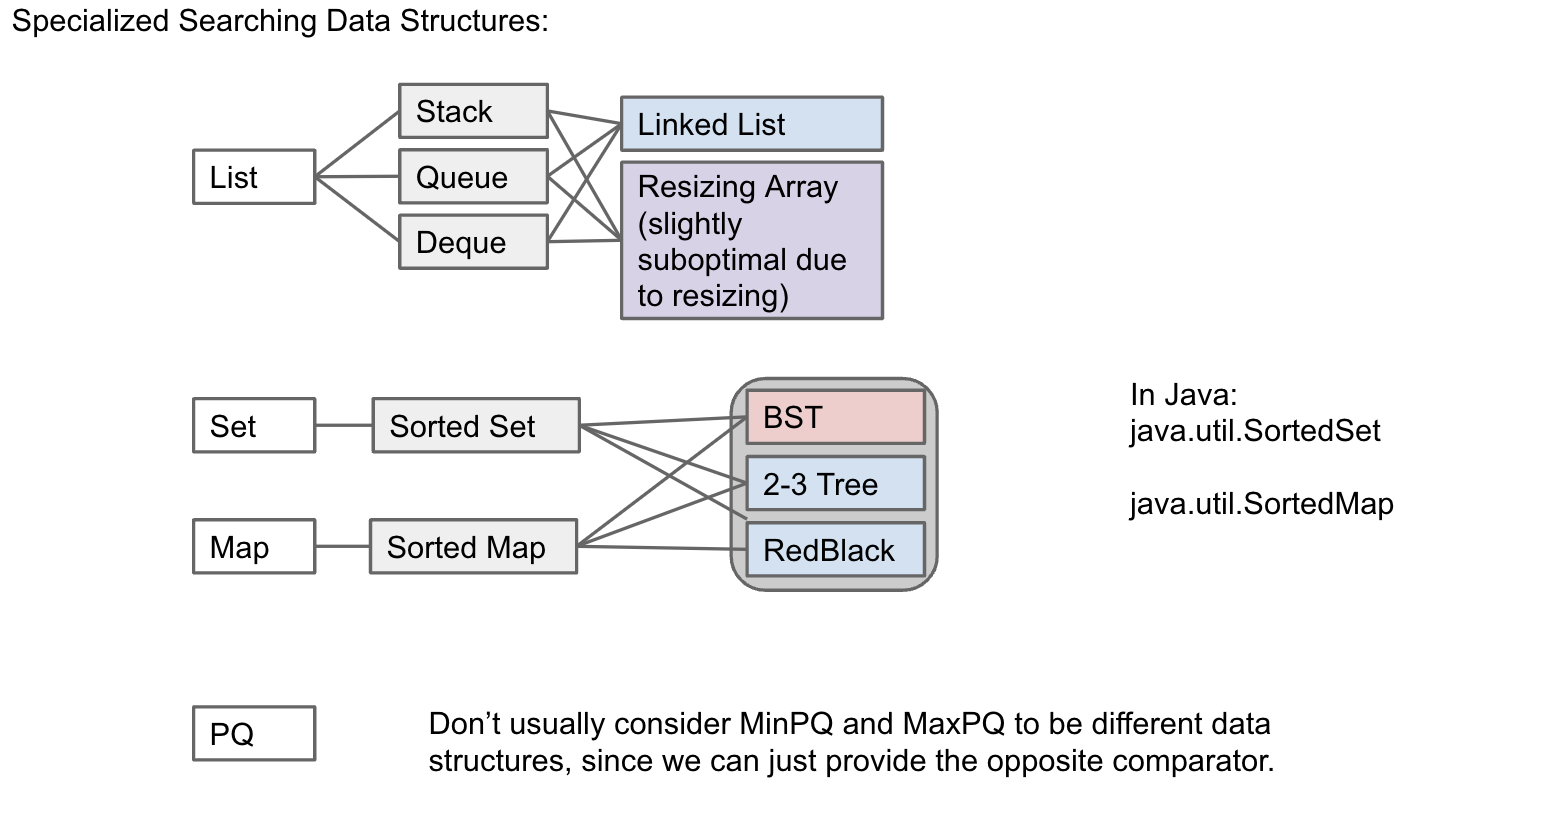 Specialized Searching Data Structures:
Stack
Linked List
List
Queue
Resizing Array
(slightly
suboptimal due
to resizing)
Deque
Set
Sorted Set
BST
2-3 Tree
RedBlack
Map
Sorted Map
In Java:
java.util.SortedSet
java.util.SortedMap
PQ
Don’t usually consider MinPQ and MaxPQ to be different data
structures, since we can just provide the opposite comparator.